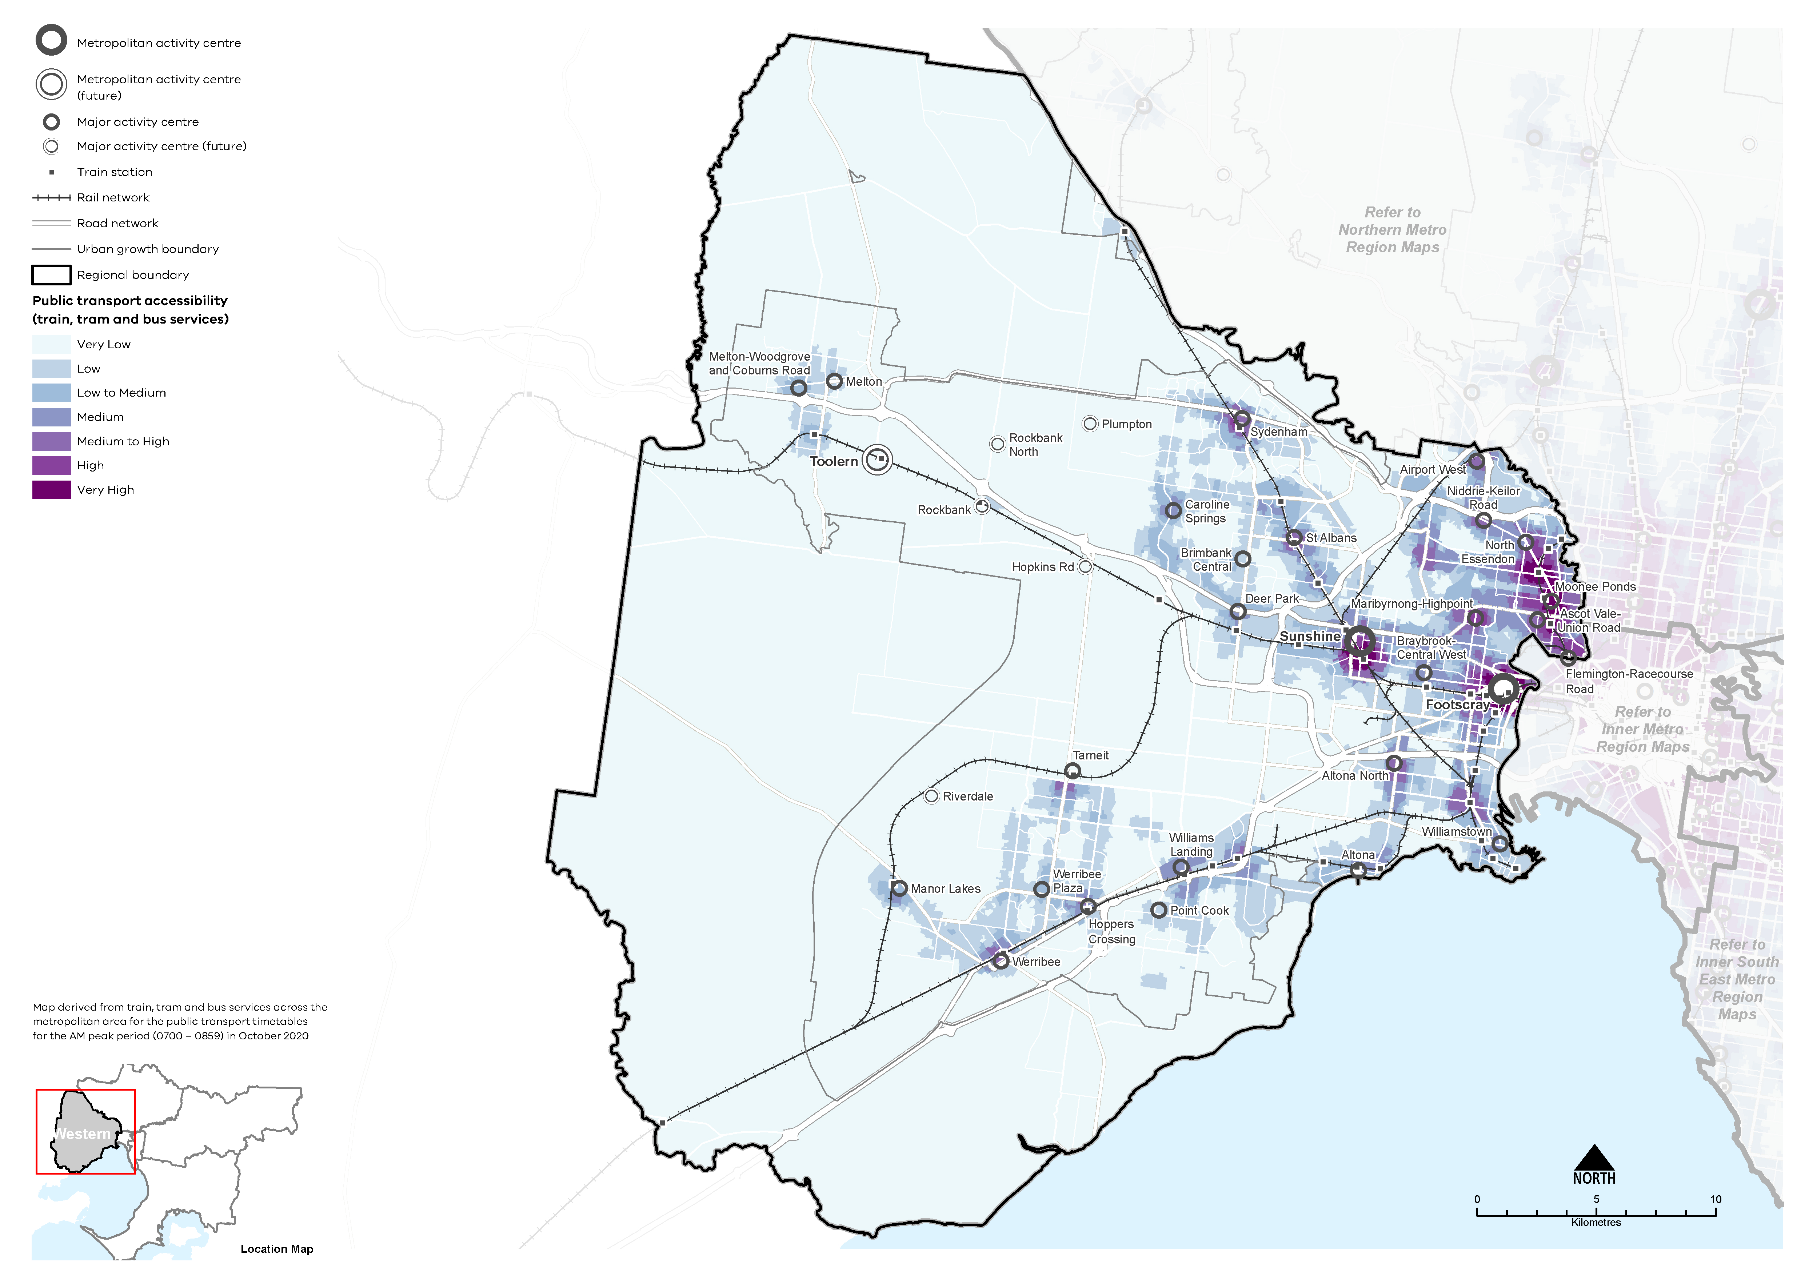 Metropolitan activity centre
Metropolitan activity centre
(future)
Major activity centre
Major activity centre (future)
Train station
Rail network
Road network
Urban growth boundary
Regional boundary
Public transport accessibility
(train, tram and bus services)
Very Low
Low
Low to Medium
Medium
Medium to High
High
Very High
Refer to
Northern Metro
Region Maps
Melton-Woodgrove
and Coburns Road
Melton
Plumpton
Rockbank
North
Toolern
Rockbank
Sydenham
Airport West
Niddrie-Keilor
Road
Caroline
Springs
St Albans
North
Essendon
Brimbank
Central
Hopkins Rd
Moonee Ponds
Deer Park
Maribyrnong-Highpoint
Ascot Vale-
Union Road
Sunshine
Braybrook-
Central West
Flemington-Racecourse
Road
Footscray
Refer to
Inner Metro
Region Maps
Tarneit
Altona North
Riverdale
Williams
Landing
Williamstown
Altona
Manor Lakes
Werribee
Plaza
Point Cook
Hoppers
Crossing
Werribee
Refer to
Inner South
East Metro
Region
Maps
Map derived from train, tram and bus services across the
metropolitan area for the public transport timetables
for the AM peak period (0700 – 0859) in October 2020
Western
Location Map
NORTH
0 5 10
Kilometres